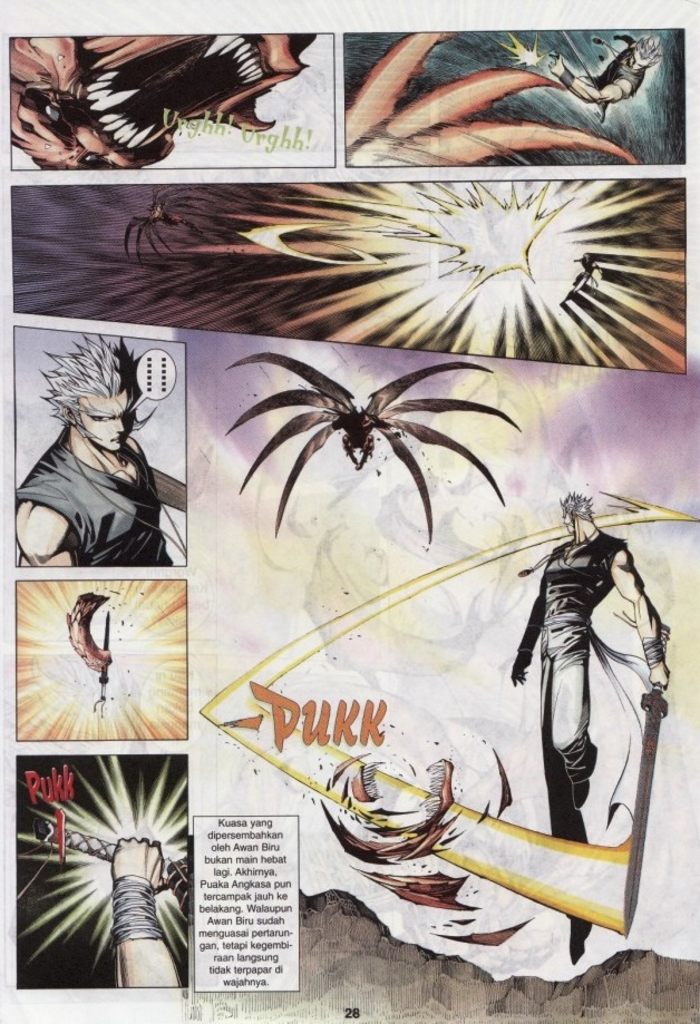 Urghh! Urghh!
PUKK
PUKK
Kuasa yang
dipersembahkan
oleh Awan Biru
bukan main hebat
lagi. Akhirnya,
Puaka Angkasa pun
tercampak jauh ke
belakang. Walaupun
Awan Biru sudah
menguasai pertarun-
gan, tetapi kegembi-
raan langsung
tidak terpapar di
wajahnya.
28